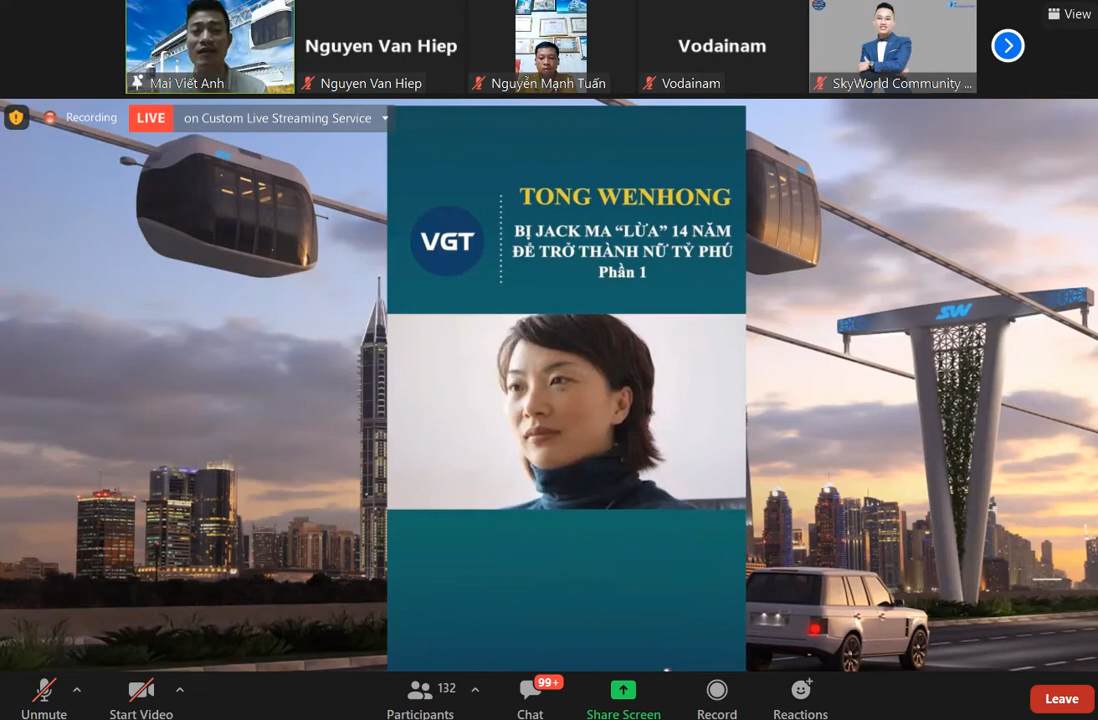 View
Nguyen Van Hiep
Vodainam
Mai Viết Anh
Nguyen Van Hiep
Nguyễn Mạnh Tuấn
Vodainam
SkyWorld Community ...
Recording
LIVE
on Custom Live Streaming Service
TONG WENHONG
VGT
BỊ JACK MA “LỪA” 14 NĂM
ĐỂ TRỞ THÀNH NỮ TỶ PHÚ
Phần 1
SW
132
99+
Unmute
Start Video
Participants
Chat
Share Screen
Record
Reactions
Leave